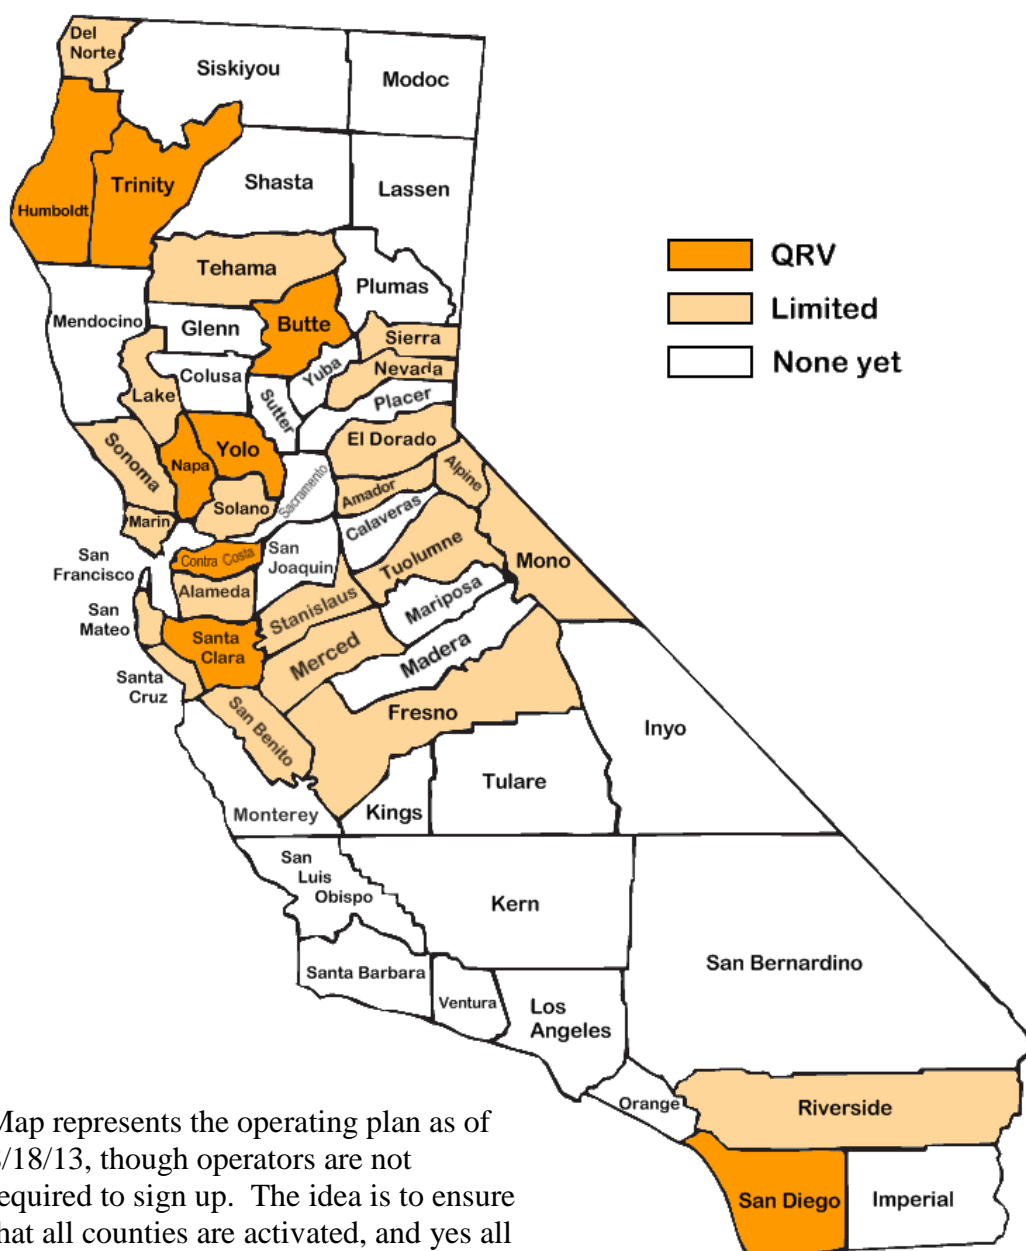 Del
Norte
Siskiyou
Modoc
Humboldt
Trinity
Shasta
Lassen
Tehama
Plumas
Mendocino
Glenn
Butte
Sierra
Lake
Colusa
Yuba
Nevada
Sutter
Placer
Sonoma
Napa
Yolo
El Dorado
Solano
Sacramento
Amador
Alpine
Marin
Calaveras
San
Francisco
Contra Costa
San
Joaquin
Tuolumne
Mono
Alameda
Stanislaus
Mariposa
San
Mateo
Santa
Clara
Merced
Madera
Santa
Cruz
San Benito
Fresno
Inyo
Monterey
Kings
Tulare
San
Luis
Obispo
Kern
San Bernardino
Santa Barbara
Ventura
Los
Angeles
Orange
Riverside
San Diego
Imperial
QRV
Limited
None yet
Map represents the operating plan as of
/18/13, though operators are not
equired to sign up.  The idea is to ensure
hat all counties are activated, and yes all